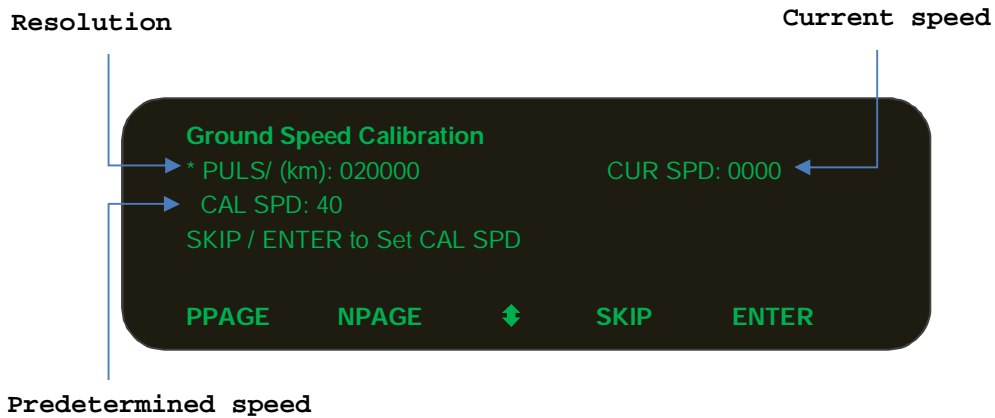 Resolution
Current speed
Ground Speed Calibration
* PULS/ (km): 020000 CUR SPD: 0000
CAL SPD: 40
SKIP / ENTER to Set CAL SPD
PPAGE NPAGE SKIP ENTER
Predetermined speed